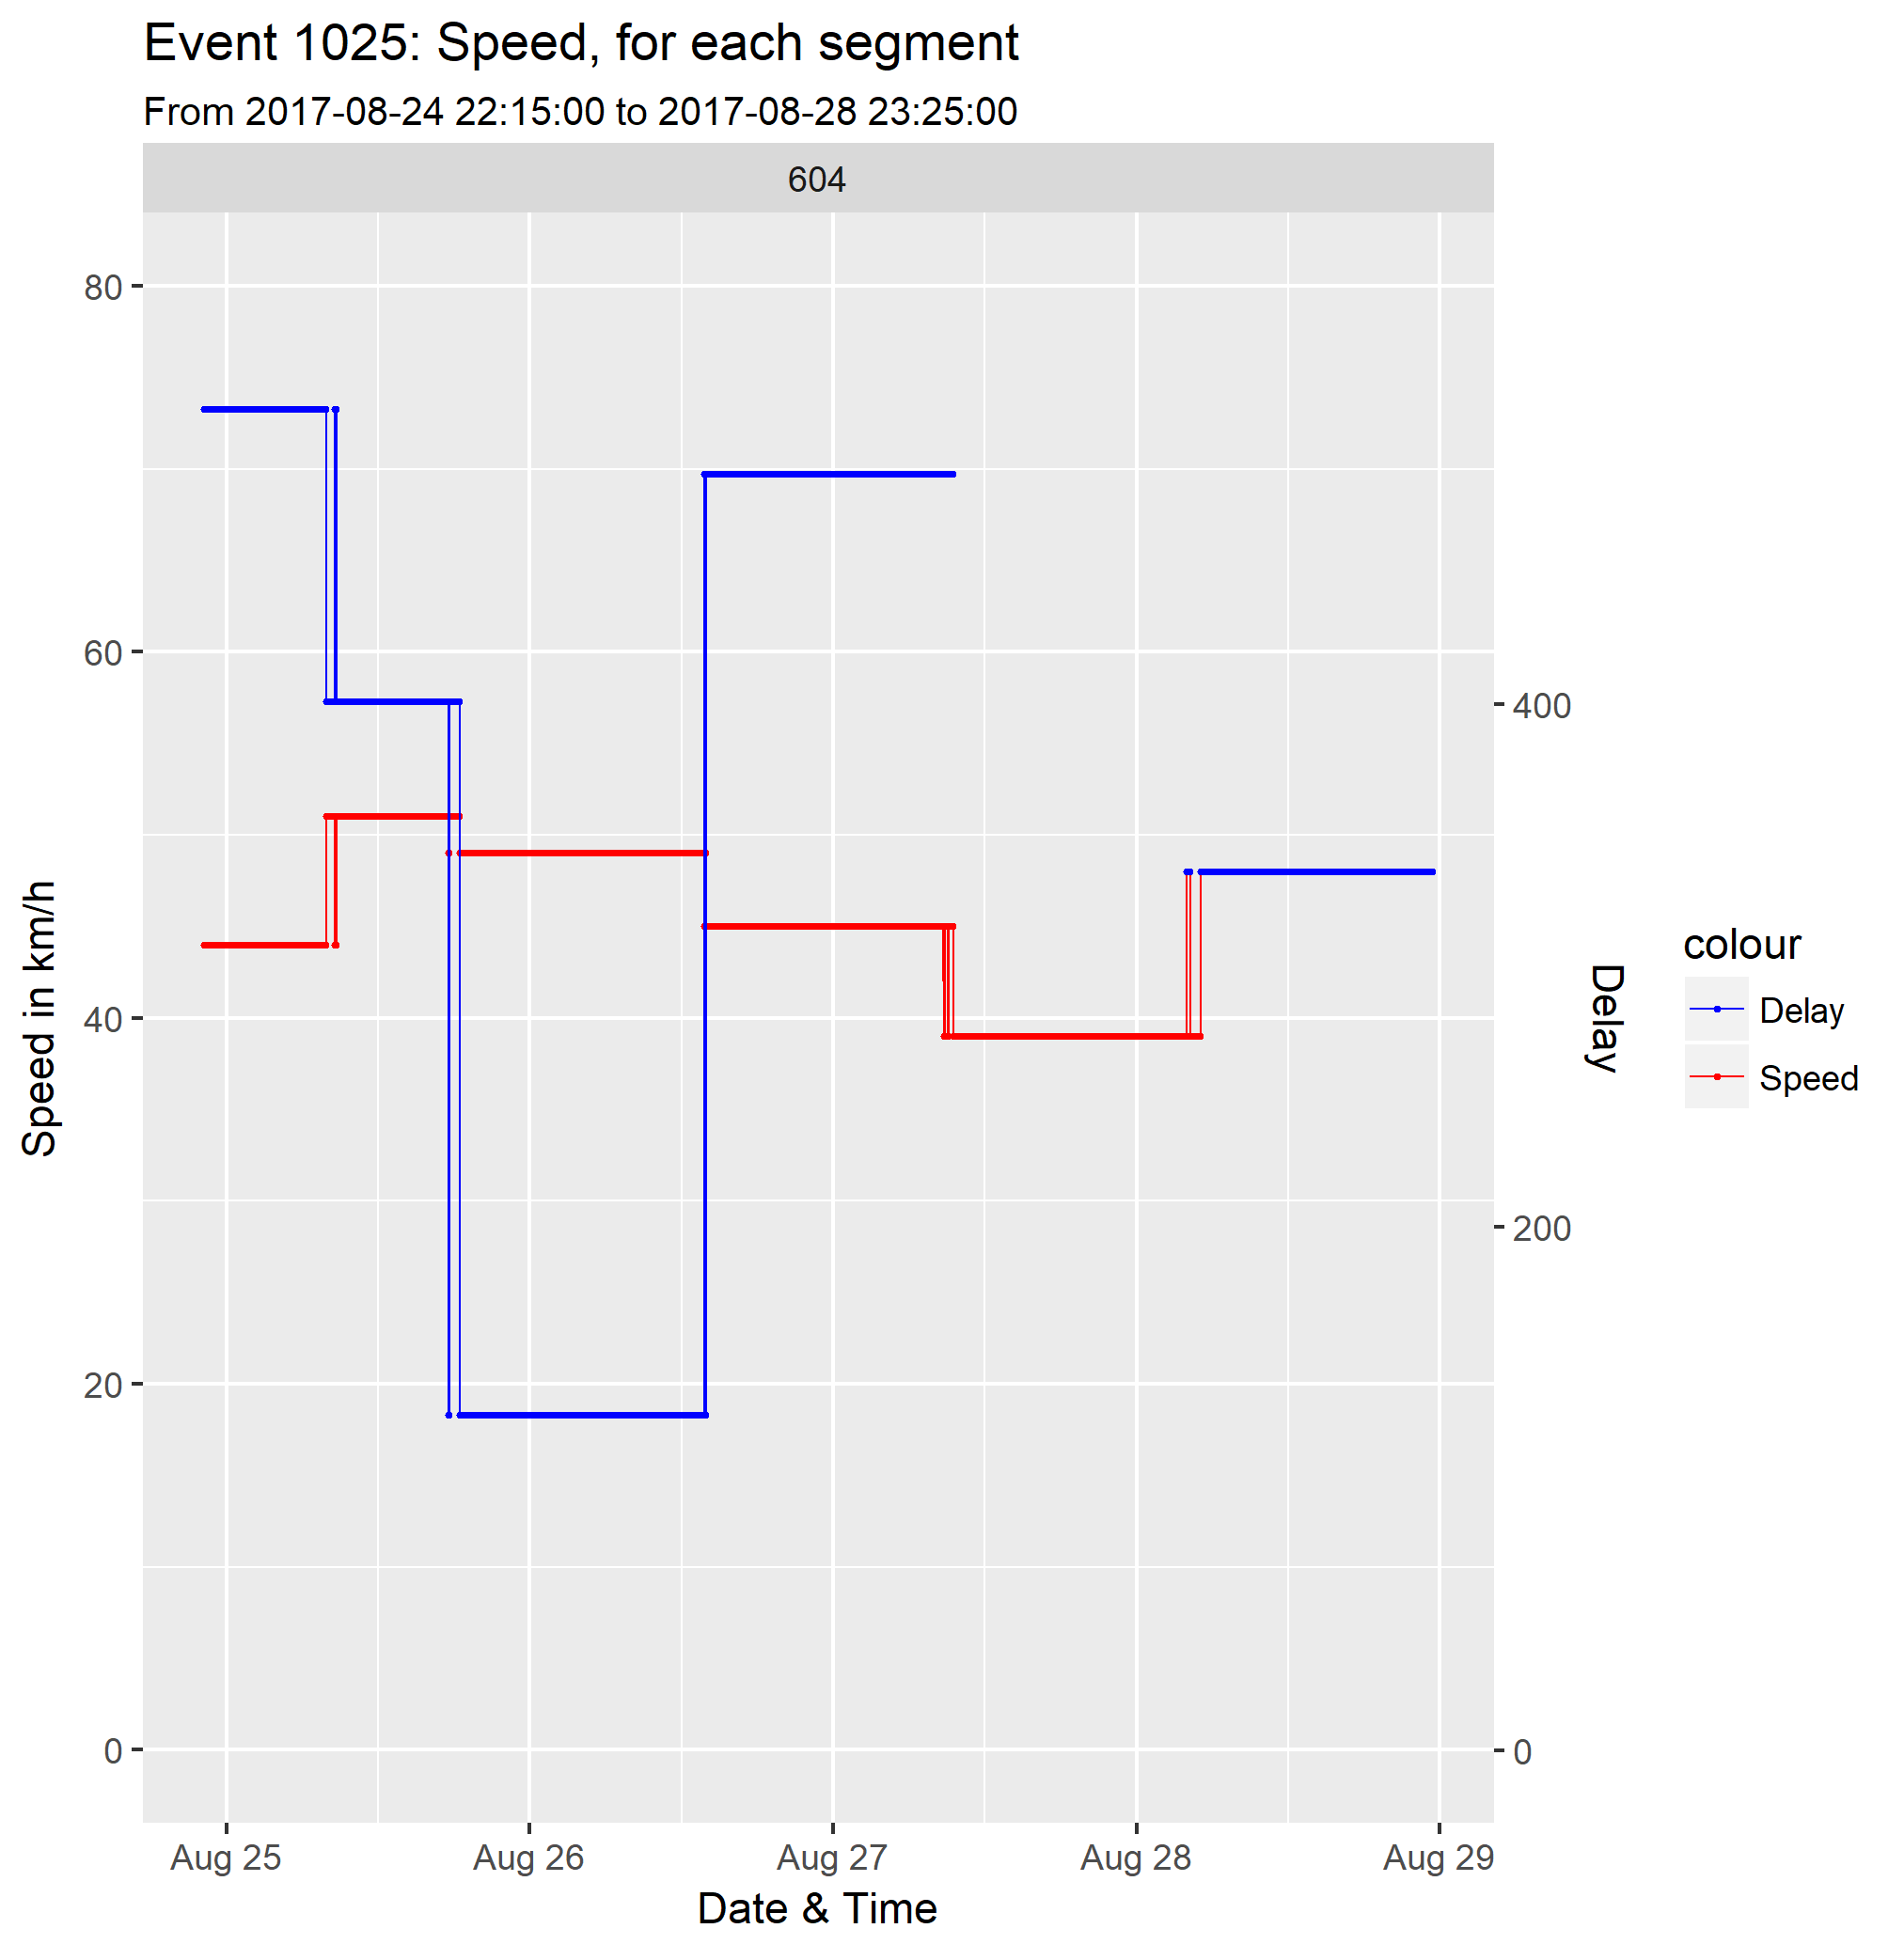 Event 1025: Speed, for each segment
From 2017-08-24 22:15:00 to 2017-08-28 23:25:00
604
80
60
40
20
0
Speed in km/h
400
200
0
Delay
colour
Delay
Speed
Aug 25
Aug 26
Aug 27
Aug 28
Aug 29
Date & Time